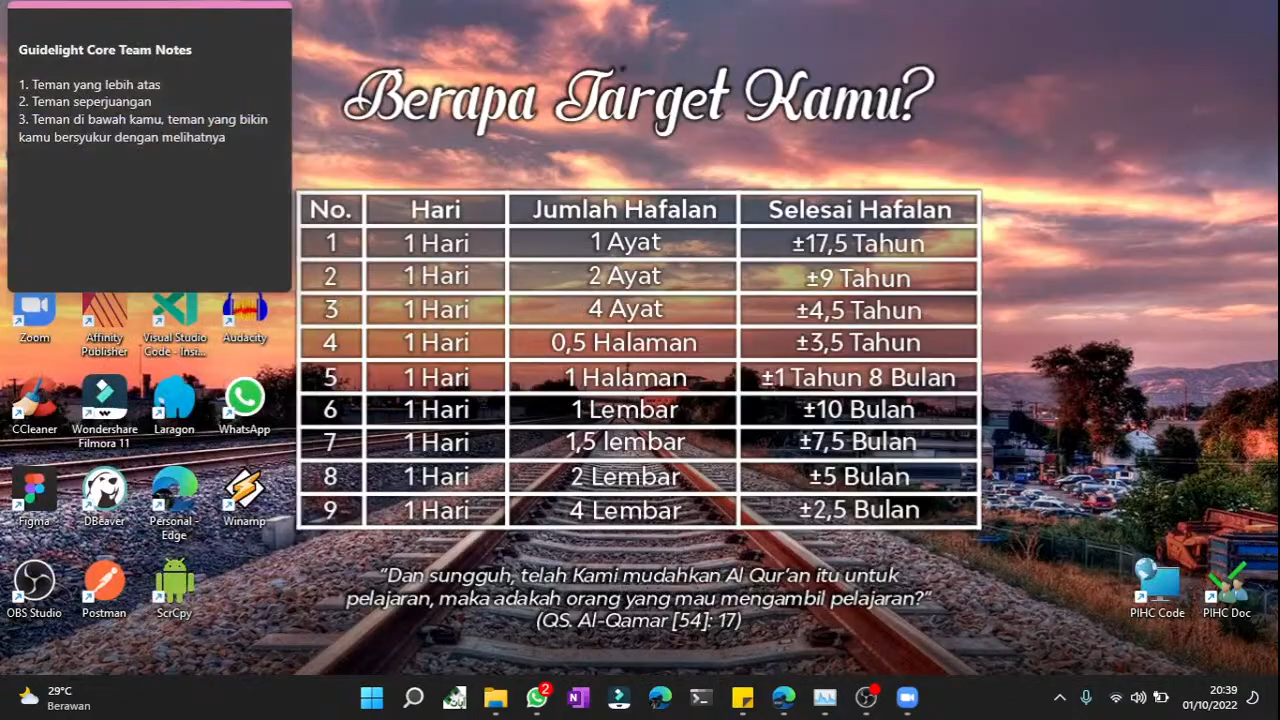 Guidelight Core Team Notes
1. Teman yang lebih atas
2. Teman seperjuangan
3. Teman di bawah kamu, teman yang bikin
kamu bersyukur dengan melihatnya
Berapa Target Kamu?
No. Hari Jumlah Hafalan Selesai Hafalan
1 1 Hari 1 Ayat ±17,5 Tahun
2 1 Hari 2 Ayat ±9 Tahun
3 1 Hari 4 Ayat ±4,5 Tahun
4 1 Hari 0,5 Halaman ±3,5 Tahun
5 1 Hari 1 Halaman ±1 Tahun 8 Bulan
6 1 Hari 1 Lembar ±10 Bulan
7 1 Hari 1,5 lembar ±7,5 Bulan
8 1 Hari 2 Lembar ±5 Bulan
9 1 Hari 4 Lembar ±2,5 Bulan
"Dan sungguh, telah Kami mudahkan Al Qur'an itu untuk
pelajaran, maka adakah orang yang mau mengambil pelajaran?"
(QS. Al-Qamar [54]: 17)
Zoom
Affinity
Publisher
Visual Studio
Code - Insi...
Audacity
CCleaner
Wondershare
Filmora 11
Laragon
WhatsApp
Figma
DBeaver
Personal -
Edge
Winamp
OBS Studio
Postman
ScrCpy
PIHC Code
PIHC Doc
29°C
Berawan
2
20:39
01/10/2022